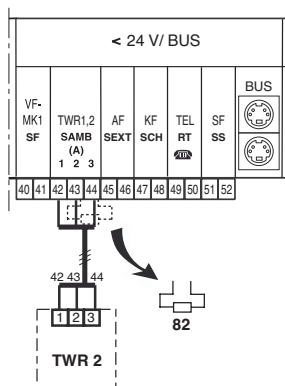 < 24 V/ BUS
VF- TWR1,2 AF KF TEL SF BUS
MK1 SAMB SEXT SCH RT SS
SF (A)
1 2 3
40 41 42 43 44 45 46 47 48 49 50 51 52
42 43 44
1 2 3
82
TWR 2